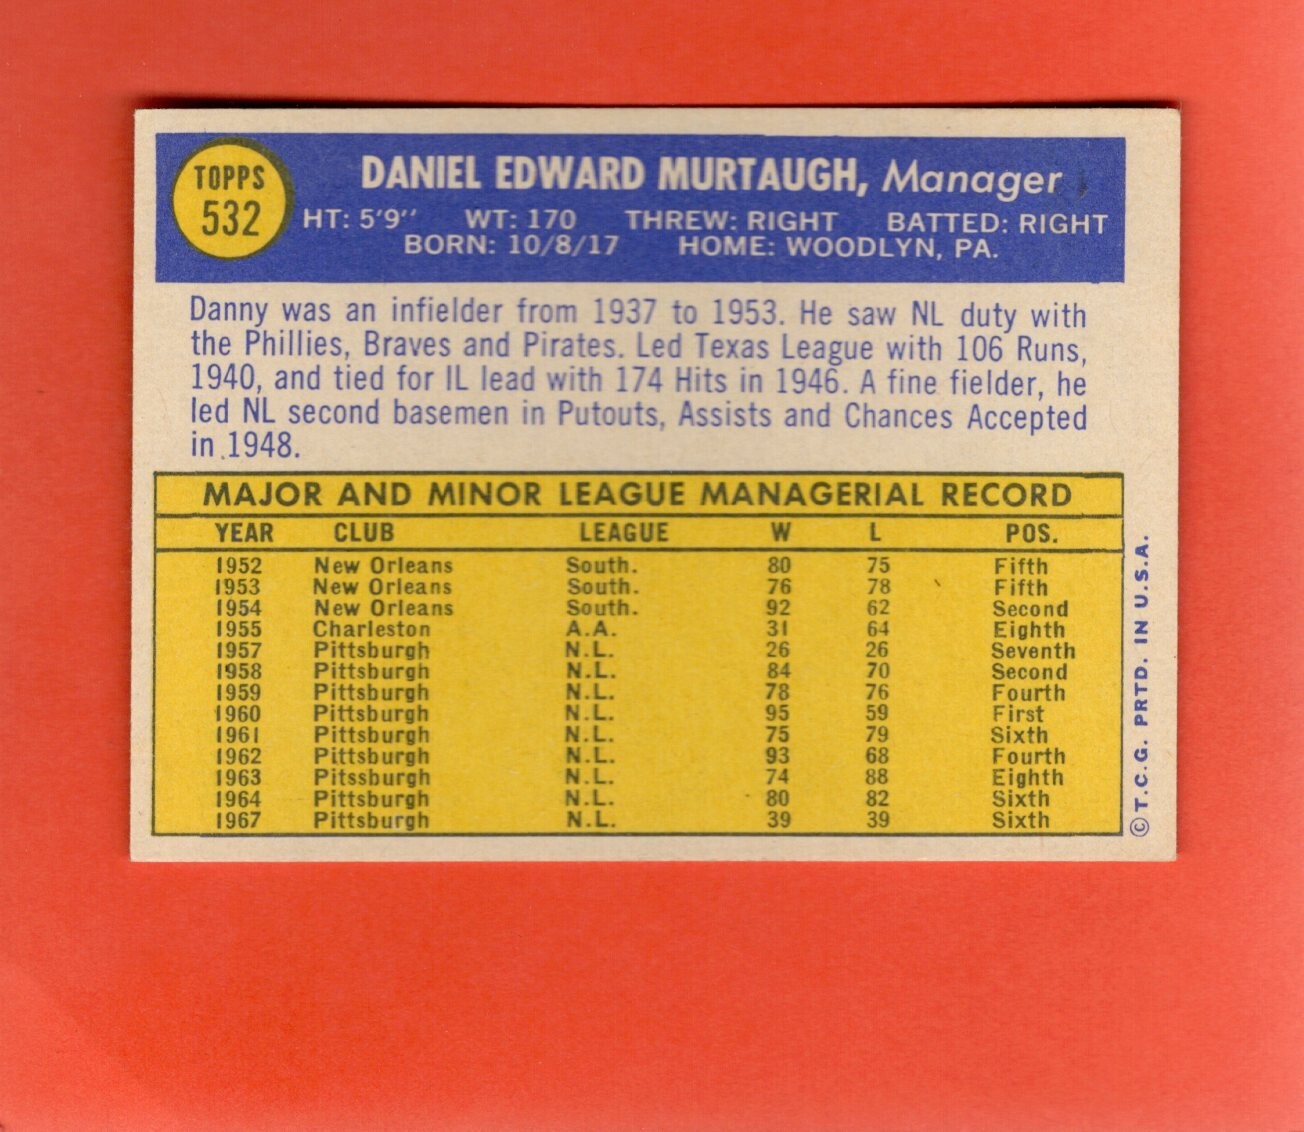 TOPPS
532
DANIEL EDWARD MURTAUGH, Manager
HT: 5'9" WT: 170 THREW: RIGHT BATTED: RIGHT
BORN: 10/8/17 HOME: WOODLYN, PA.
Danny was an infielder from 1937 to 1953. He saw NL duty with
the Phillies, Braves and Pirates. Led Texas League with 106 Runs,
1940, and tied for IL lead with 174 Hits in 1946. A fine fielder, he
led NL second basemen in Putouts, Assists and Chances Accepted
in 1948.
MAJOR AND MINOR LEAGUE MANAGERIAL RECORD
YEAR CLUB LEAGUE W L POS.
1952 New Orleans South. 80 75 Fifth
1953 New Orleans South. 76 78 Fifth
1954 New Orleans South. 92 62 Second
1955 Charleston A.A. 31 64 Eighth
1957 Pittsburgh N.L. 26 26 Seventh
1958 Pittsburgh N.L. 84 70 Second
1959 Pittsburgh N.L. 78 76 Fourth
1960 Pittsburgh N.L. 95 59 First
1961 Pittsburgh N.L. 75 79 Sixth
1962 Pittsburgh N.L. 93 68 Fourth
1963 Pitssburgh N.L. 74 88 Eighth
1964 Pittsburgh N.L. 80 82 Sixth
1967 Pittsburgh N.L. 39 39 Sixth
© T.C.G. PRTD. IN U.S.A.